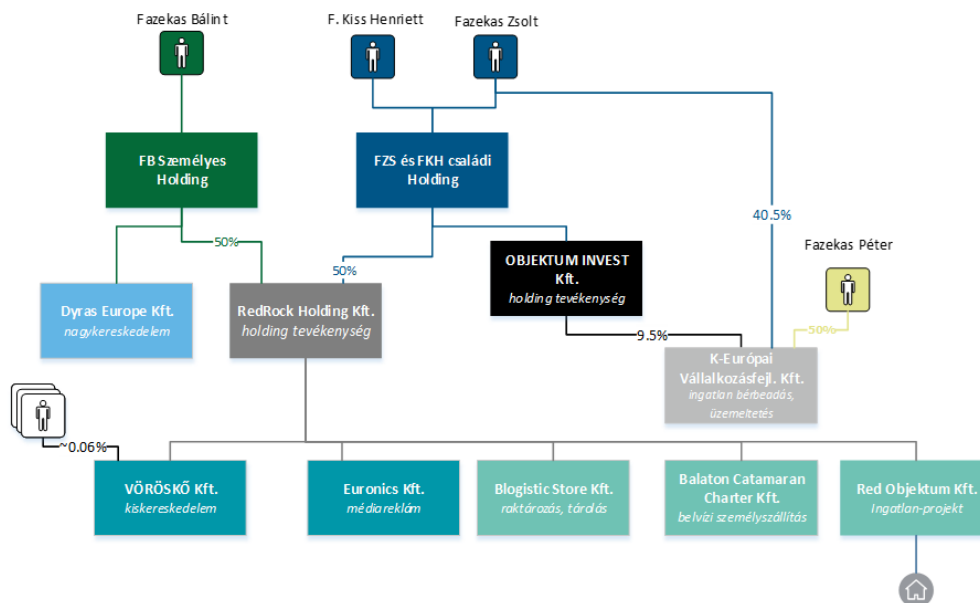 Fazekas Bálint
F. Kiss Henriett
Fazekas Zsolt
FB Személyes
Holding
FZS és FKH családi
Holding
40.5%
50%
Fazekas Péter
OBJEKTUM INVEST
Kft.
holding tevékenység
50%
Dyras Europe Kft.
nagykereskedelem
RedRock Holding Kft.
holding tevékenység
9.5%
50%
K-Európai
Vállalkozásfejl. Kft.
ingatlan bérbeadás,
üzemeltetés
~0.06%
VÖRÖSKŐ Kft.
kiskereskedelem
Euronics Kft.
médiareklám
Blogistic Store Kft.
raktározás, tárolás
Balaton Catamaran
Charter Kft.
belvizi személyszállítás
Red Objektum Kft.
Ingatlan-projekt